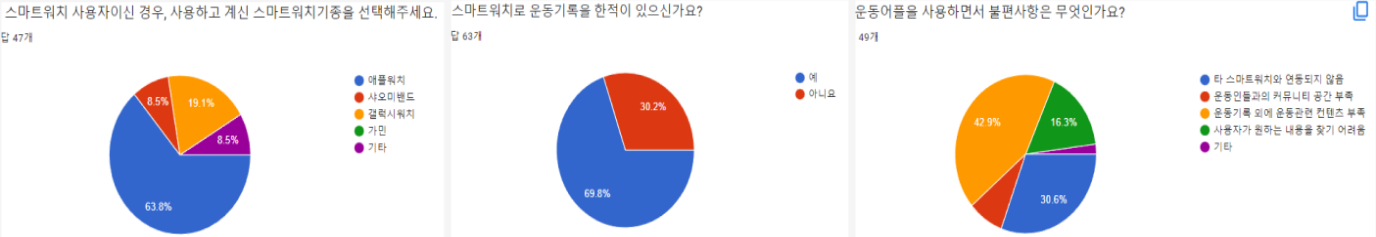 스마트워치 사용자이신 경우, 사용하고 계신 스마트워치기종을 선택해주세요.
답 47개
애플워치
샤오미밴드
갤럭시워치
가민
기타
8.5%
19.1%
8.5%
63.8%
스마트워치로 운동기록을 한적이 있으신가요?
답 63개
예
아니요
30.2%
69.8%
운동어플을 사용하면서 불편사항은 무엇인가요?
49개
타 스마트워치와 연동되지 않음
운동인들과의 커뮤니티 공간 부족
운동기록 외에 운동관련 컨텐츠 부족
사용자가 원하는 내용을 찾기 어려움
기타
42.9%
16.3%
30.6%